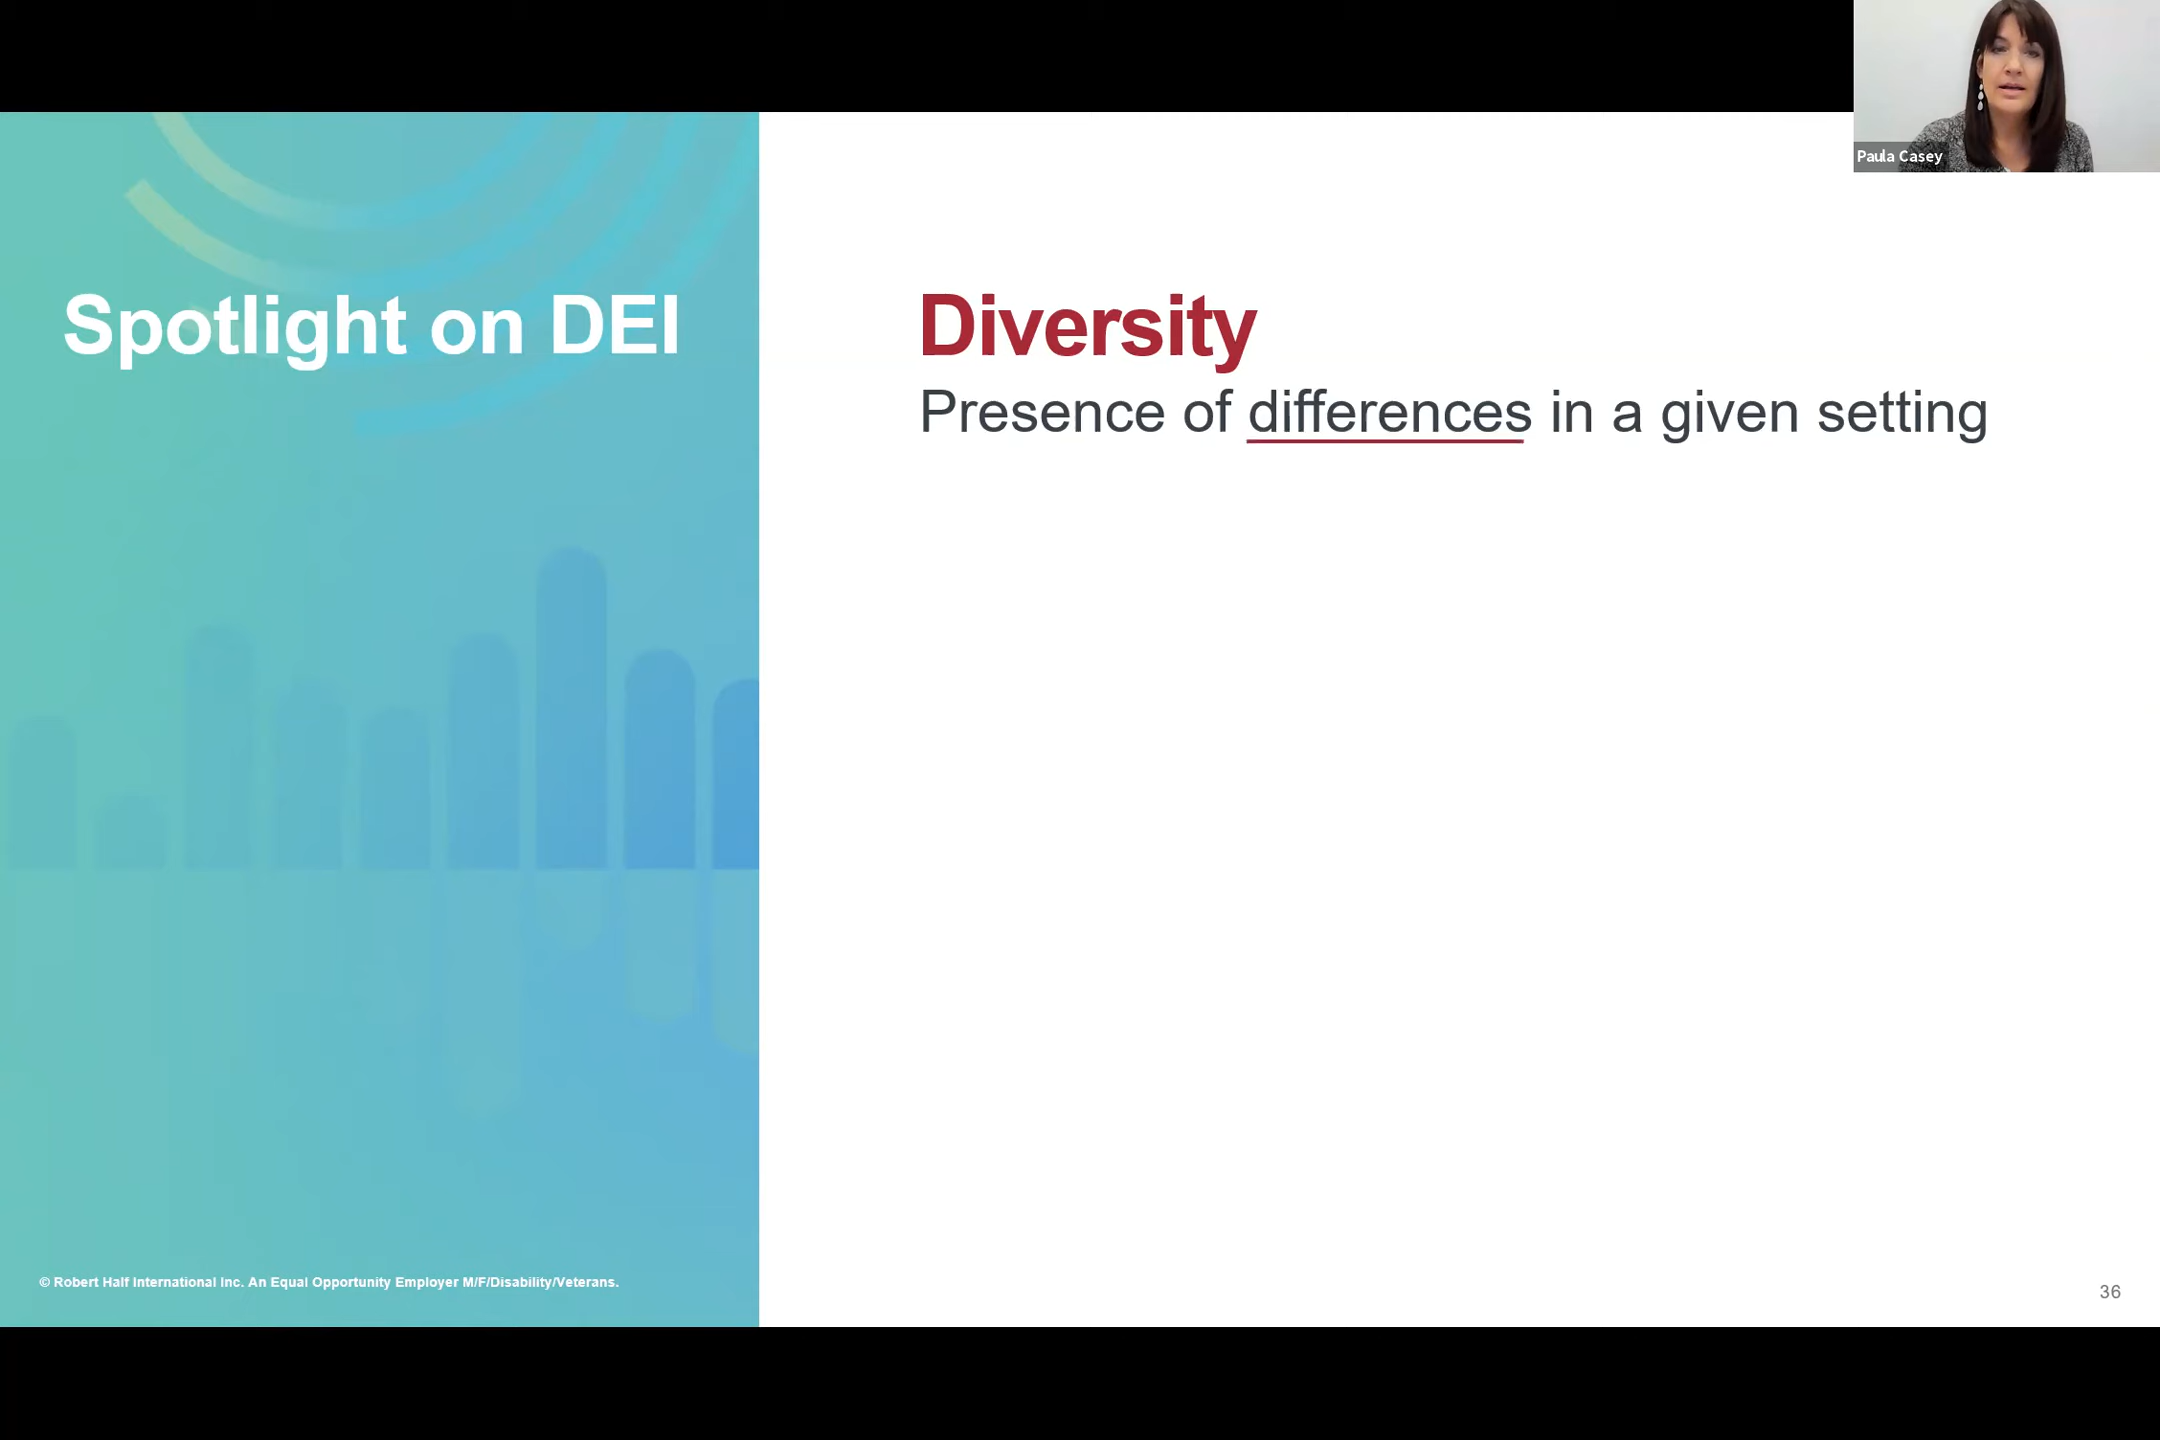 Paula Casey
Spotlight on DEI
Diversity
Presence of differences in a given setting
© Robert Half International Inc. An Equal Opportunity Employer M/F/Disability/Veterans.
36